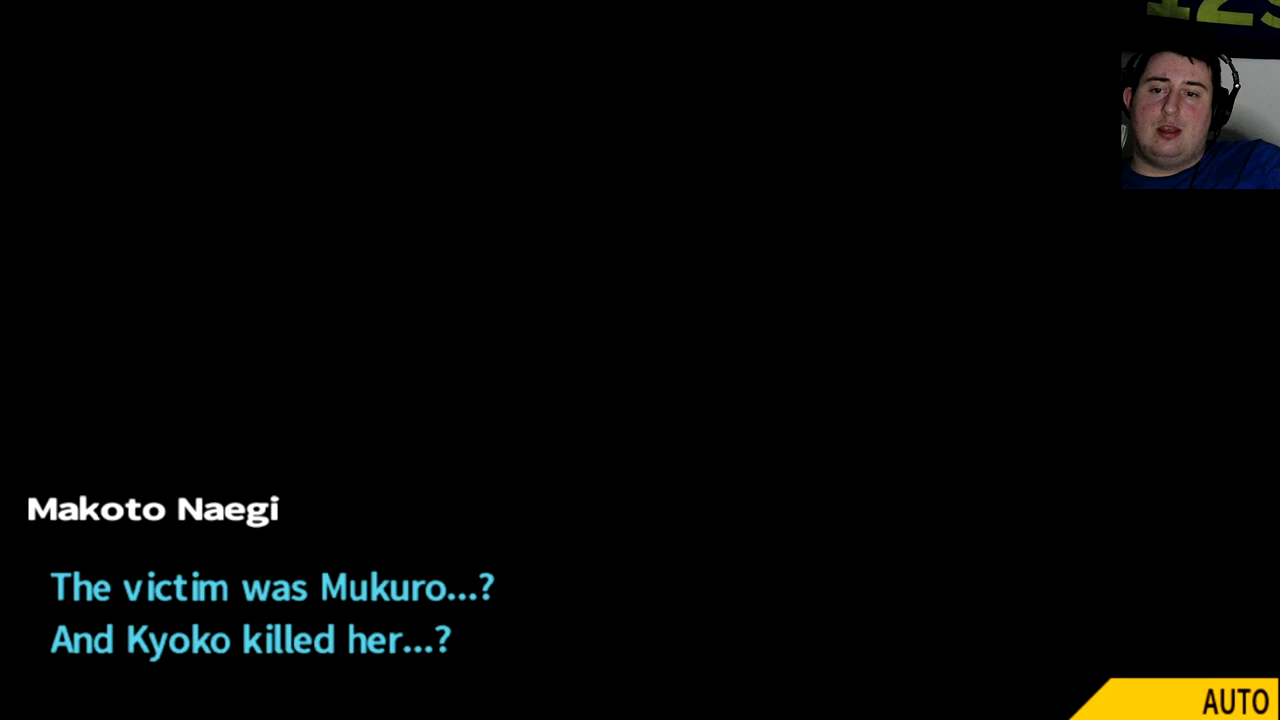 Makoto Naegi
The victim was Mukuro...?
And Kyoko killed her...?
AUTO